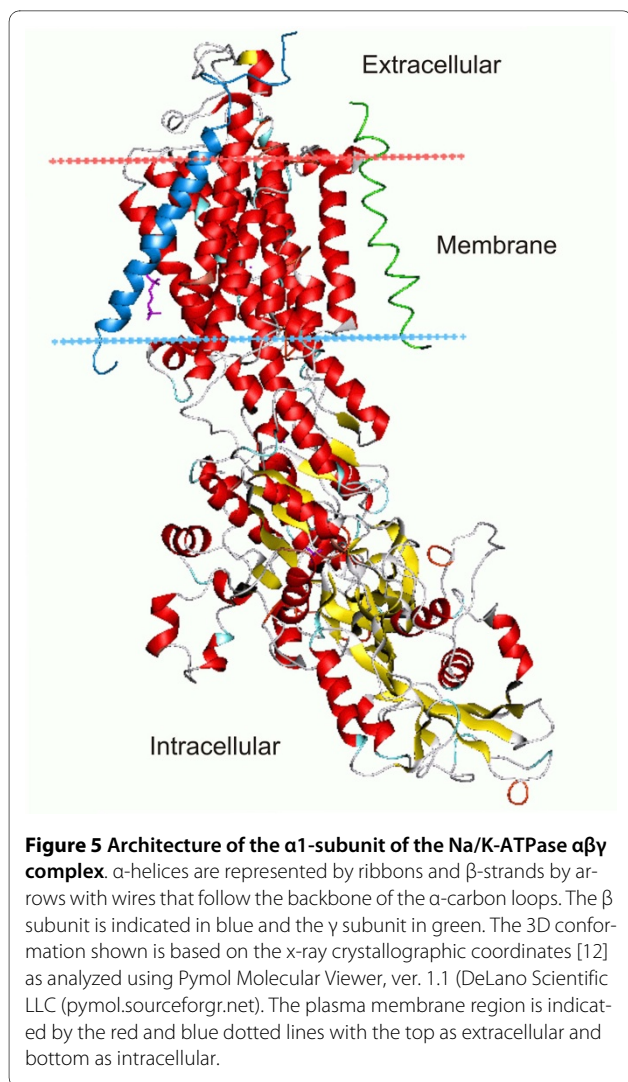 Extracellular
Membrane
Intracellular
Figure 5 Architecture of the α1-subunit of the Na/K-ATPase αβγ
complex. α-helices are represented by ribbons and β-strands by ar-
rows with wires that follow the backbone of the α-carbon loops. The β
subunit is indicated in blue and the γ subunit in green. The 3D confor-
mation shown is based on the x-ray crystallographic coordinates [12]
as analyzed using Pymol Molecular Viewer, ver. 1.1 (DeLano Scientific
LLC (pymol.sourceforgr.net). The plasma membrane region is indicat-
ed by the red and blue dotted lines with the top as extracellular and
bottom as intracellular.